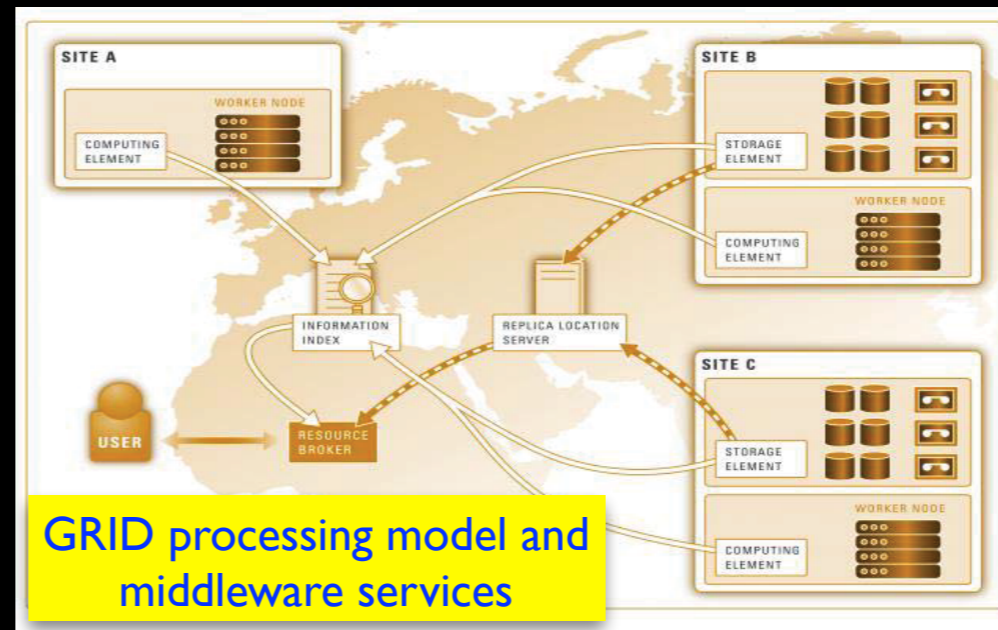 SITE A
WORKER NODE
COMPUTING
ELEMENT
SITE B
STORAGE
ELEMENT
WORKER NODE
COMPUTING
ELEMENT
INFORMATION
INDEX
REPLICA LOCATION
SERVER
USER
RESOURCE
BROKER
SITE C
STORAGE
ELEMENT
WORKER NODE
COMPUTING
ELEMENT
GRID processing model and
middleware services